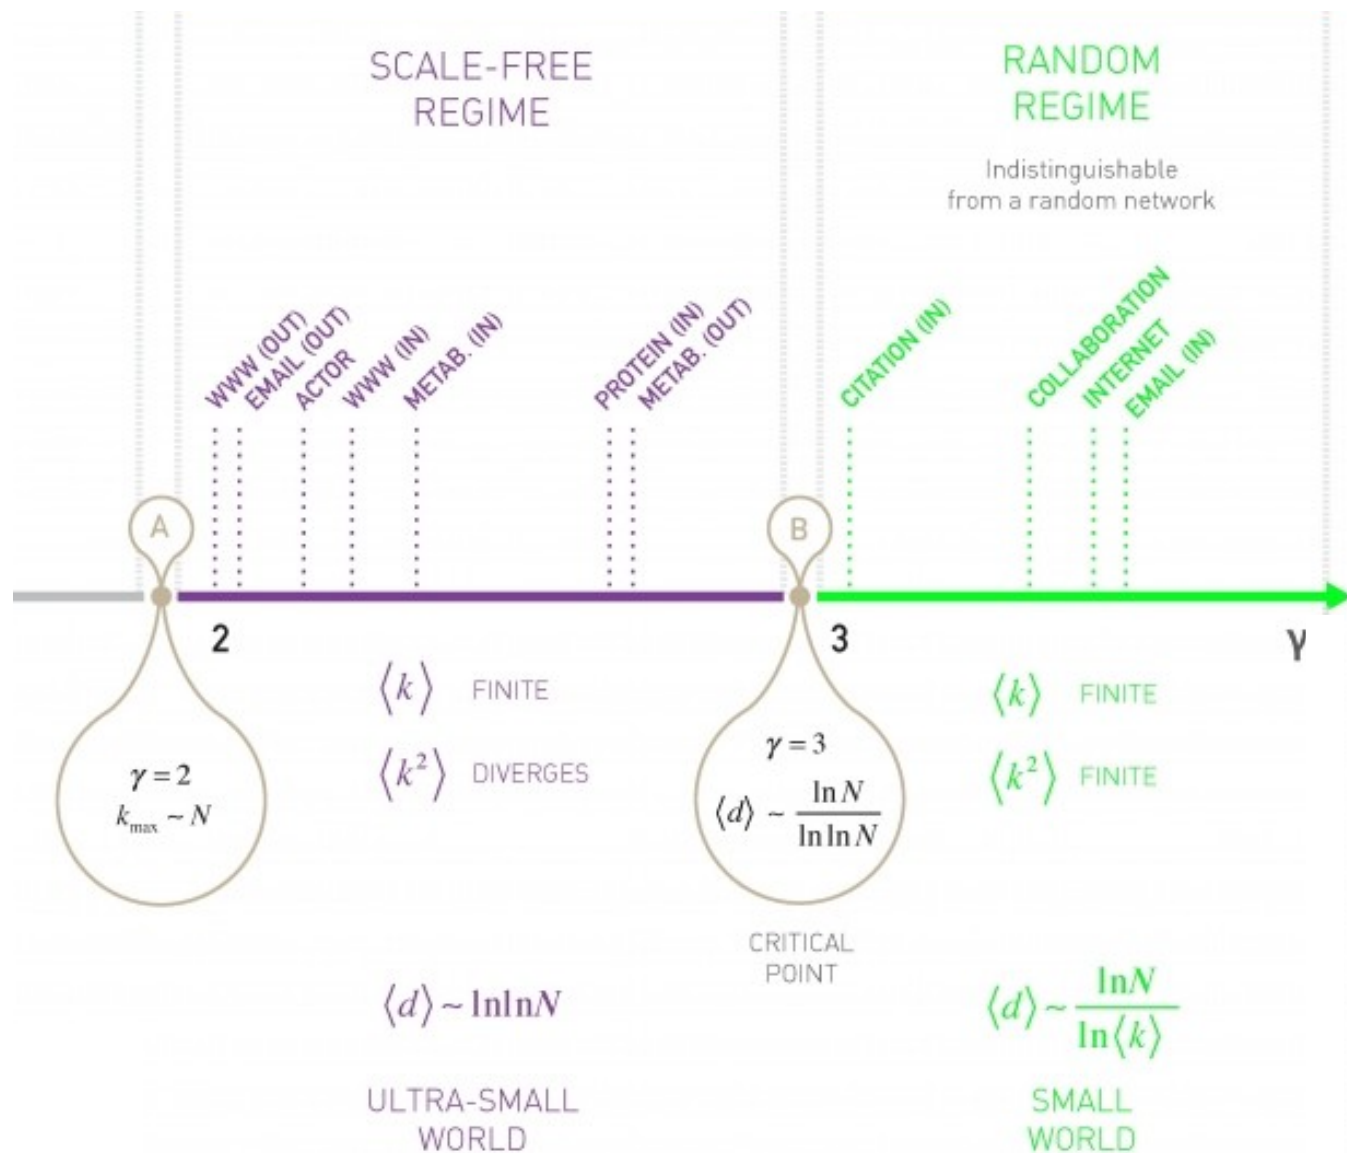 SCALE-FREE
REGIME
RANDOM
REGIME
Indistinguishable
from a random network
WWW (OUT)
EMAIL (OUT)
ACTOR
WWW (IN)
METAB. (IN)
PROTEIN (IN)
METAB. (OUT)
CITATION (IN)
COLLABORATION
INTERNET
EMAIL (IN)
A
B
2
3
γ
⟨k⟩ FINITE
⟨k²⟩ DIVERGES
γ = 2
k_max ~ N
γ = 3
⟨d⟩ ~ ln N / ln ln N
CRITICAL
POINT
⟨k⟩ FINITE
⟨k²⟩ FINITE
⟨d⟩ ~ lnlnN
ULTRA-SMALL
WORLD
⟨d⟩ ~ lnN / ln⟨k⟩
SMALL
WORLD